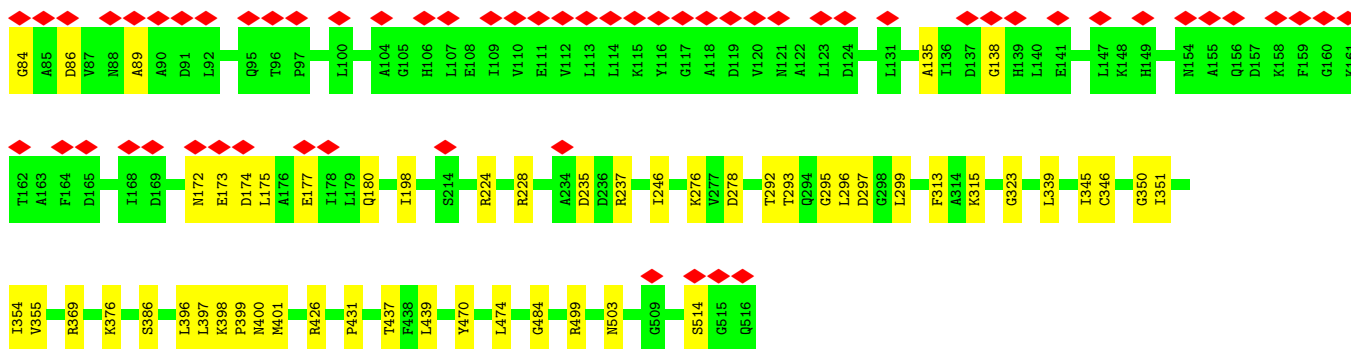 G84 A85 D86 V87 N88 A89 A90 D91 L92 Q95 T96 P97 L100 A104 G105 H106 L107 E108 I109 V110 E111 V112 L113 L114 K115 Y116 G117 A118 D119 V120 N121 A122 L123 D124 L131 A135 I136 D137 G138 H139 L140 E141 L147 K148 H149 N154 A155 Q156 D157 K158 F159 G160 K161
T162 A163 F164 D165 I168 D169 N172 E173 D174 L175 A176 E177 I178 L179 Q180 I198 S214 R224 R228 A234 D235 D236 R237 I246 K276 V277 D278 T292 T293 Q294 G295 L296 D297 G298 L299 F313 A314 K315 G323 L339 I345 C346 G350 I351
I354 V355 R369 K376 S386 L396 L397 K398 P399 N400 M401 R426 P431 T437 F438 L439 Y470 L474 G484 R499 N503 G509 S514 G515 Q516